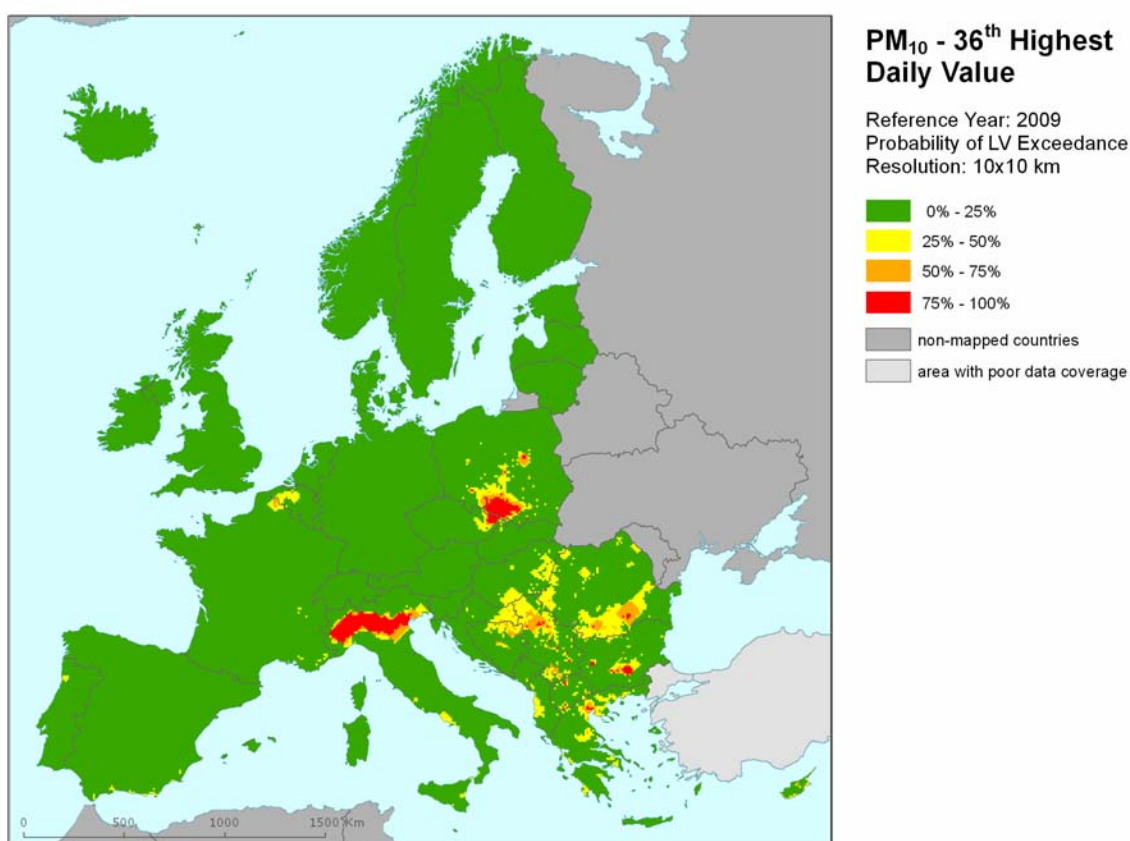 PM₁₀ - 36ᵗʰ Highest
Daily Value
Reference Year: 2009
Probability of LV Exceedance
Resolution: 10x10 km
0% - 25%
25% - 50%
50% - 75%
75% - 100%
non-mapped countries
area with poor data coverage
0 500 1000 1500 Km